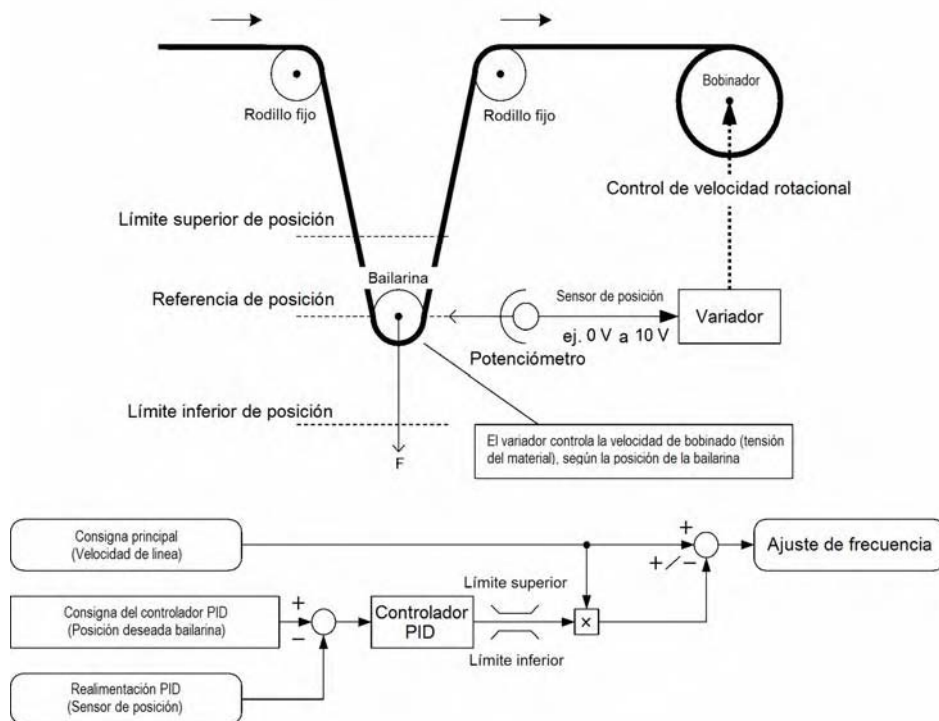 Bobinador
Rodillo fijo
Rodillo fijo
Control de velocidad rotacional
Límite superior de posición
Bailarina
Referencia de posición
Sensor de posición
ej. 0 V a 10 V
Variador
Potenciómetro
Límite inferior de posición
F
El variador controla la velocidad de bobinado (tensión
del material), según la posición de la bailarina
Consigna principal
(Velocidad de linea)
+
+/−
Ajuste de frecuencia
Límite superior
Consigna del controlador PID
(Posición deseada bailarina)
+
−
Controlador
PID
×
Límite inferior
Realimentación PID
(Sensor de posición)